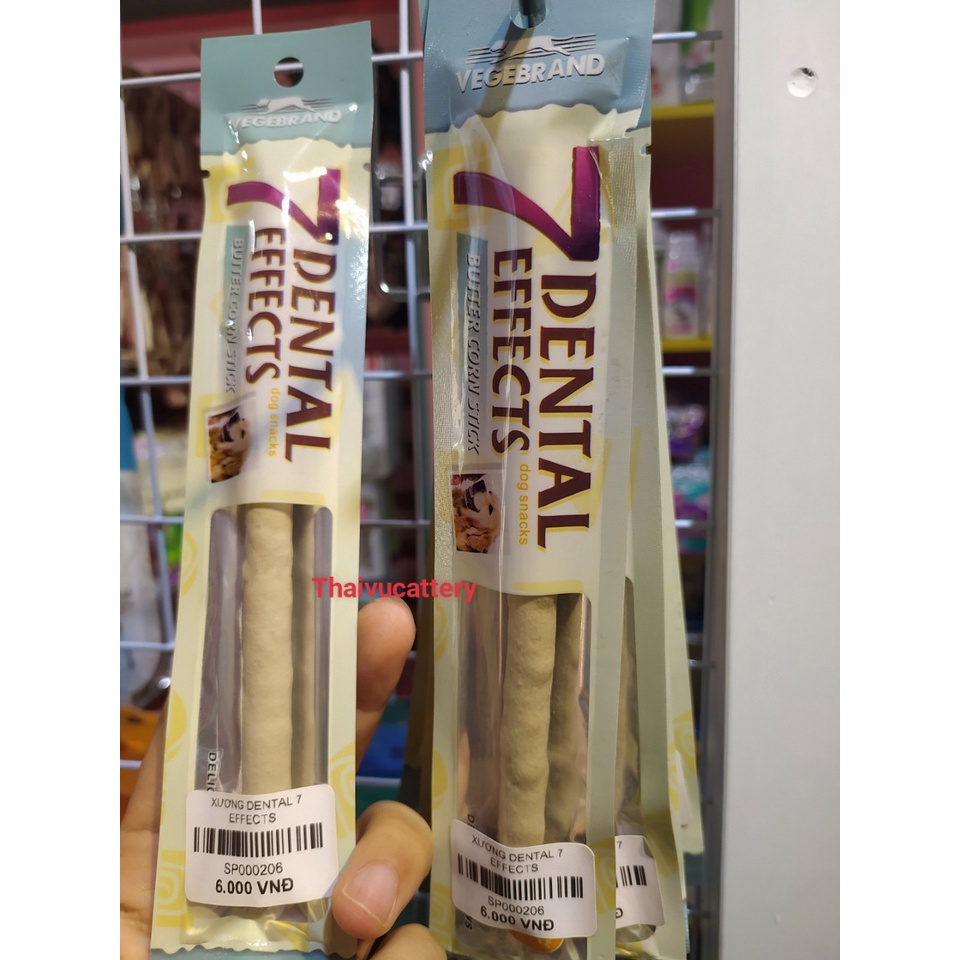 VEGEBRAND
7 DENTAL
EFFECTS
BUTTER CORN STICK
dog snacks
XƯƠNG DENTAL 7
EFFECTS
SP000206
6.000 VNĐ
VEGEBRAND
7 DENTAL
EFFECTS
BUTTER CORN STICK
dog snacks
XƯƠNG DENTAL 7
EFFECTS
SP000206
6.000 VNĐ
7
Đ
Thaivucattery